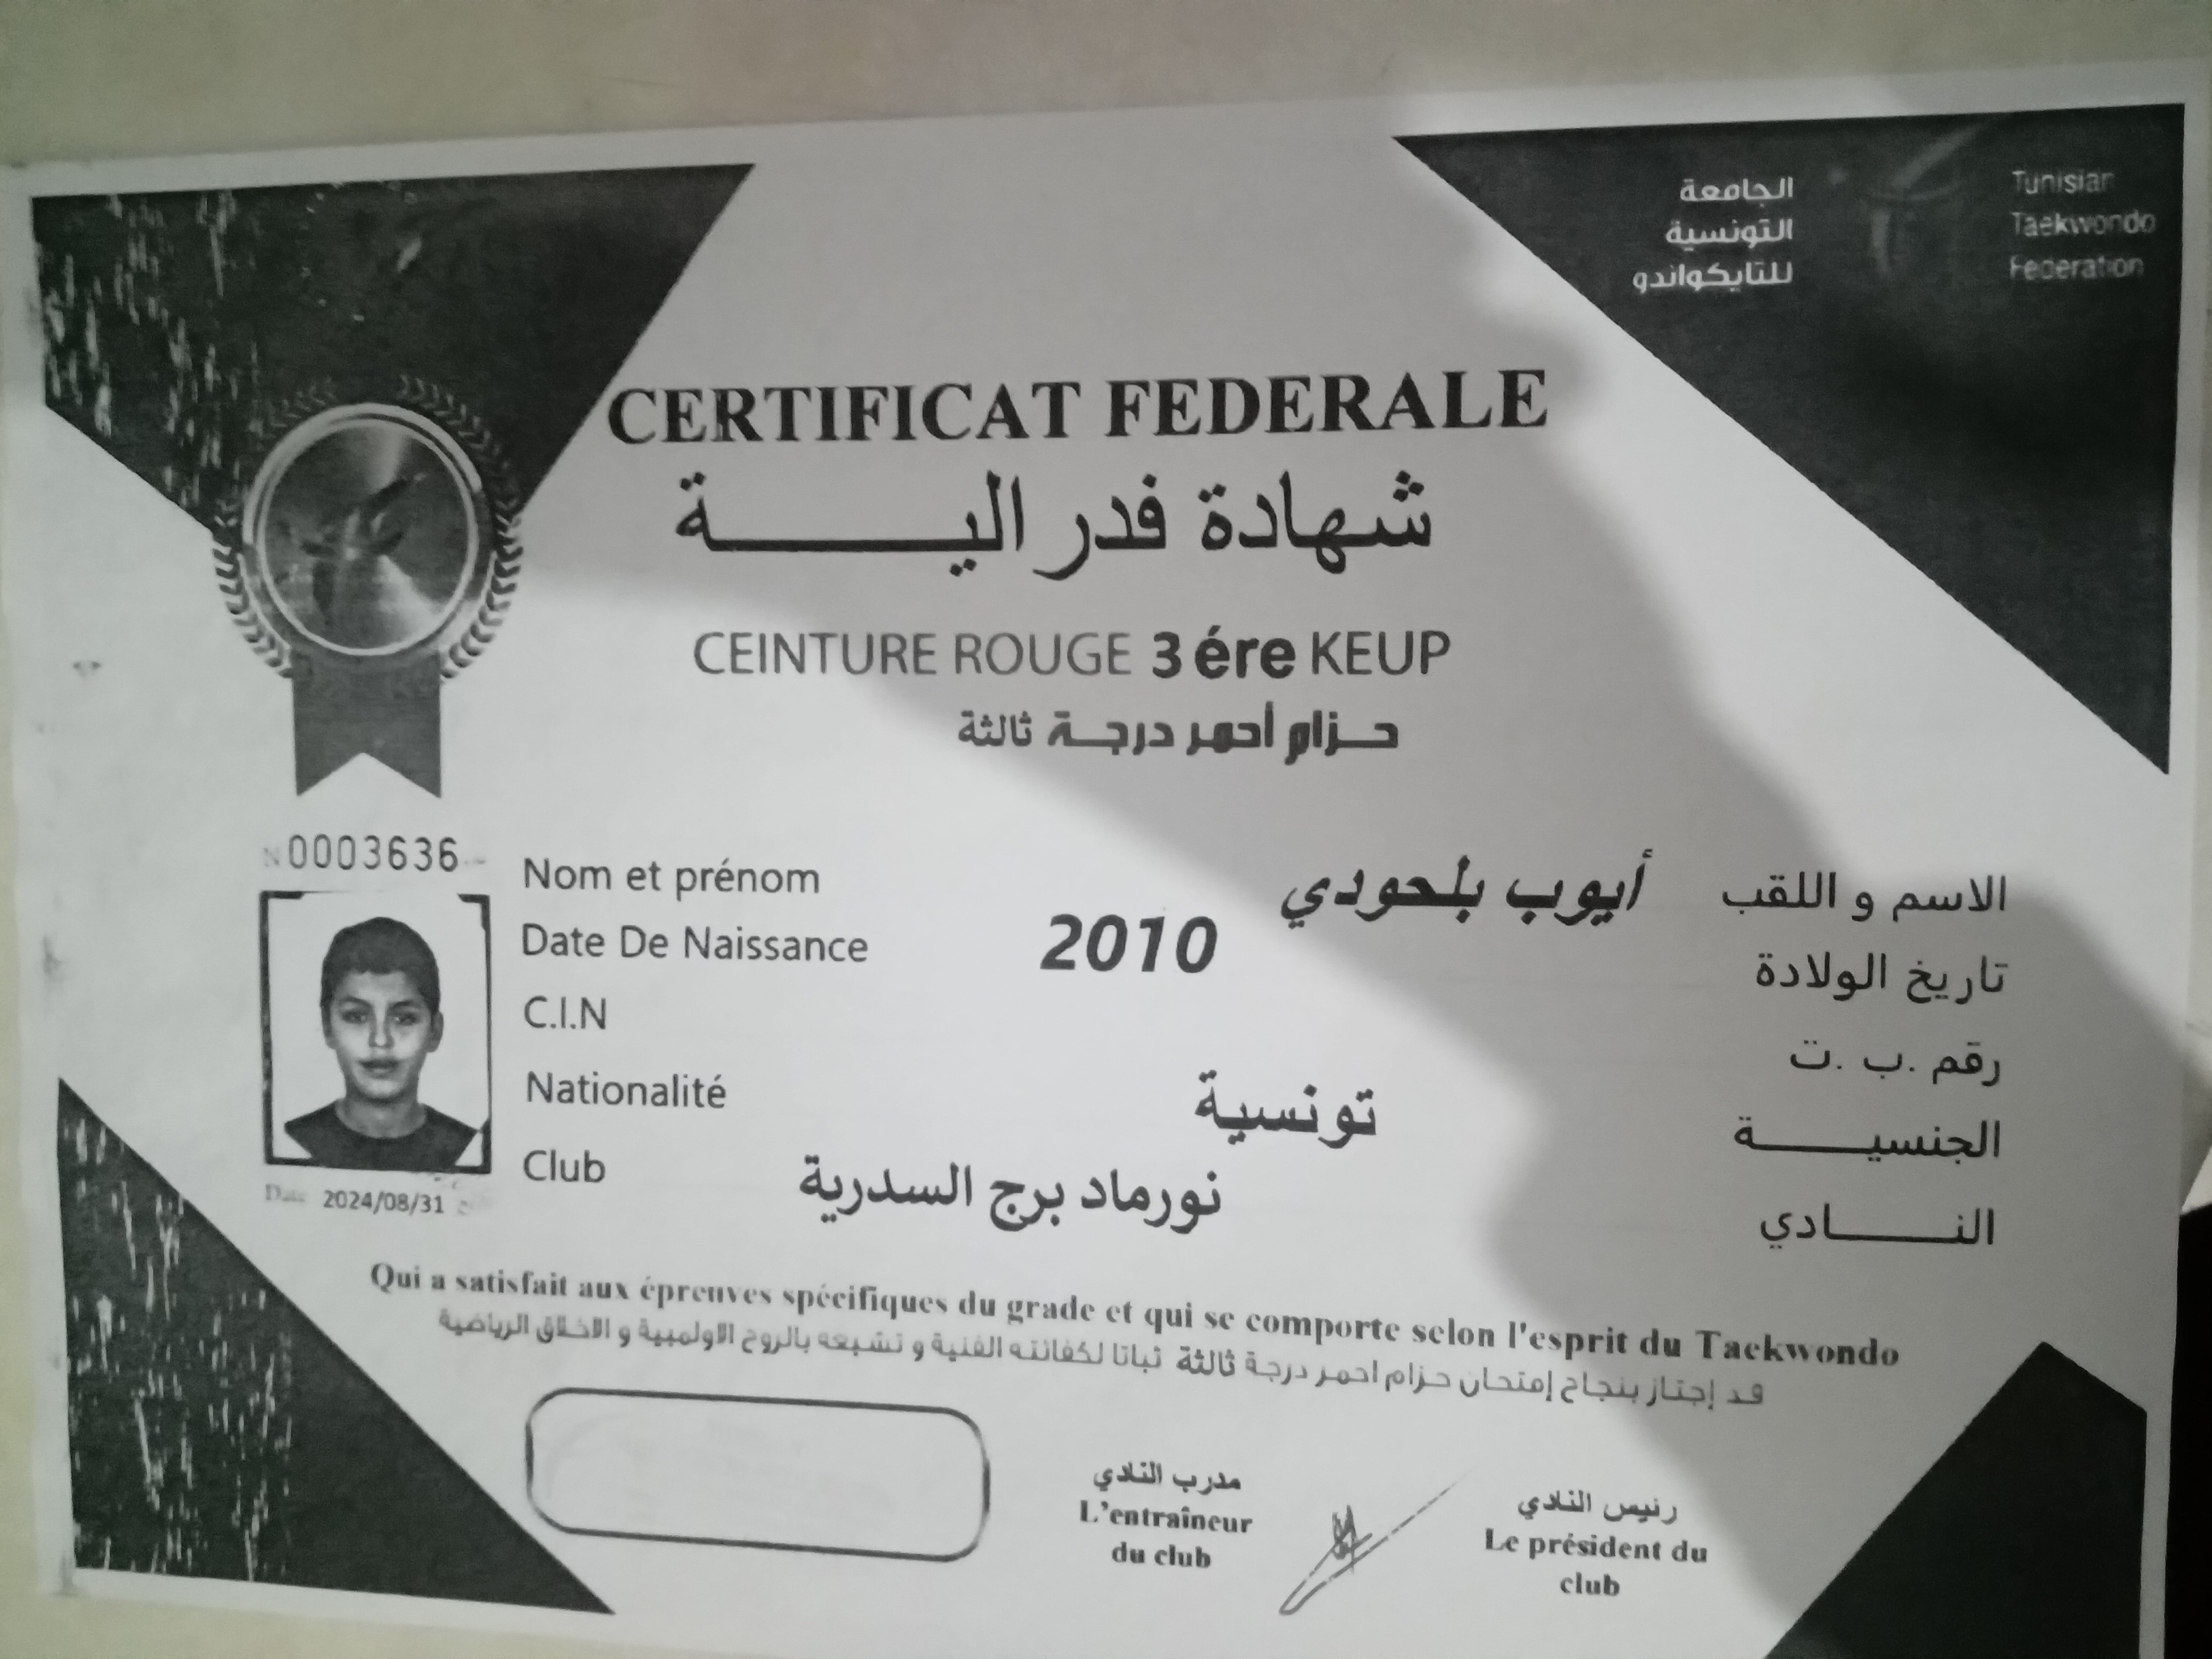 الجامعة
التونسية
للتايكواندو
Tunisian
Taekwondo
Federation
CERTIFICAT FEDERALE
شهادة فدرالية
CEINTURE ROUGE 3 ére KEUP
حزام أحمر درجة ثالثة
N 0003636
Nom et prénom أيوب بلحودي الاسم و اللقب
Date De Naissance 2010 تاريخ الولادة
C.I.N رقم .ب .ت
Nationalité تونسية الجنسية
Club نورماد برج السدرية النادي
Date 2024/08/31
Qui a satisfait aux épreuves spécifiques du grade et qui se comporte selon l'esprit du Taekwondo
قد إجتاز بنجاح إمتحان حزام احمر درجة ثالثة ثباتا لكفائته الفنية و تشبعه بالروح الاولمبية و الاخلاق الرياضية
مدرب النادي
L'entraîneur
du club
رئيس النادي
Le président du
club